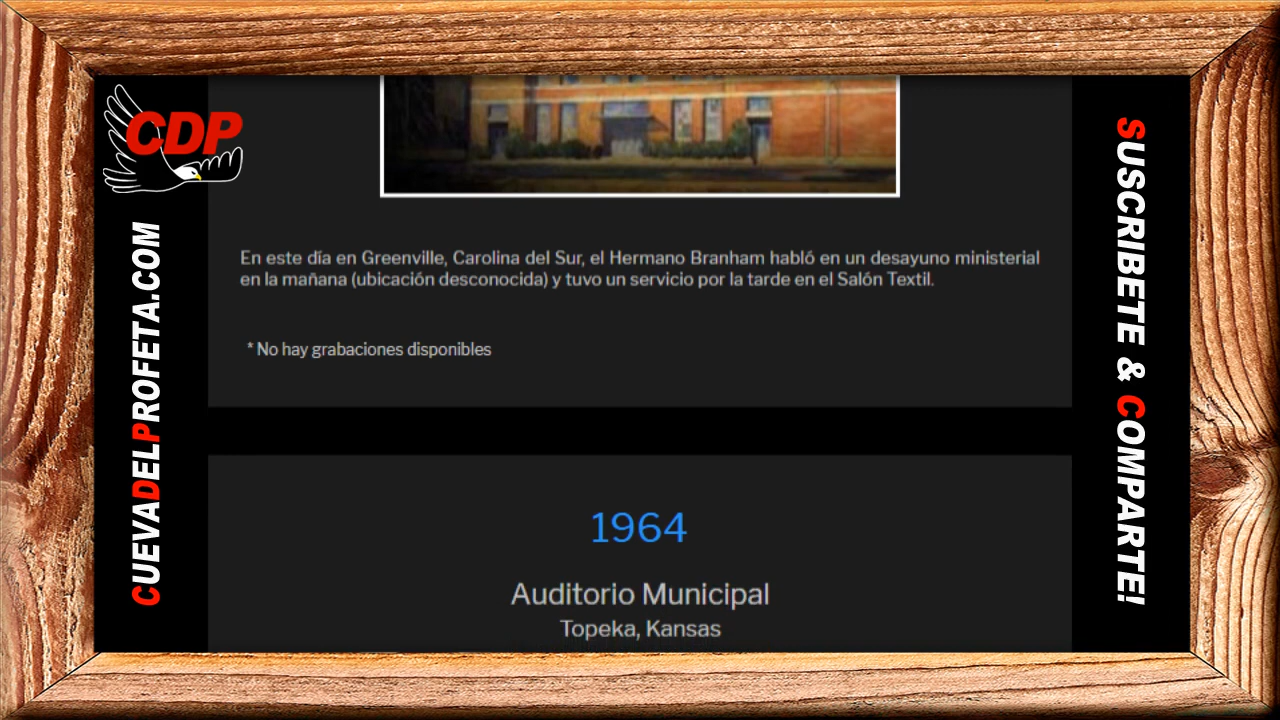 CDP
CUEVADELPROFETA.COM
En este día en Greenville, Carolina del Sur, el Hermano Branham habló en un desayuno ministerial
en la mañana (ubicación desconocida) y tuvo un servicio por la tarde en el Salón Textil.
* No hay grabaciones disponibles
1964
Auditorio Municipal
Topeka, Kansas
SUSCRIBETE & COMPARTE!